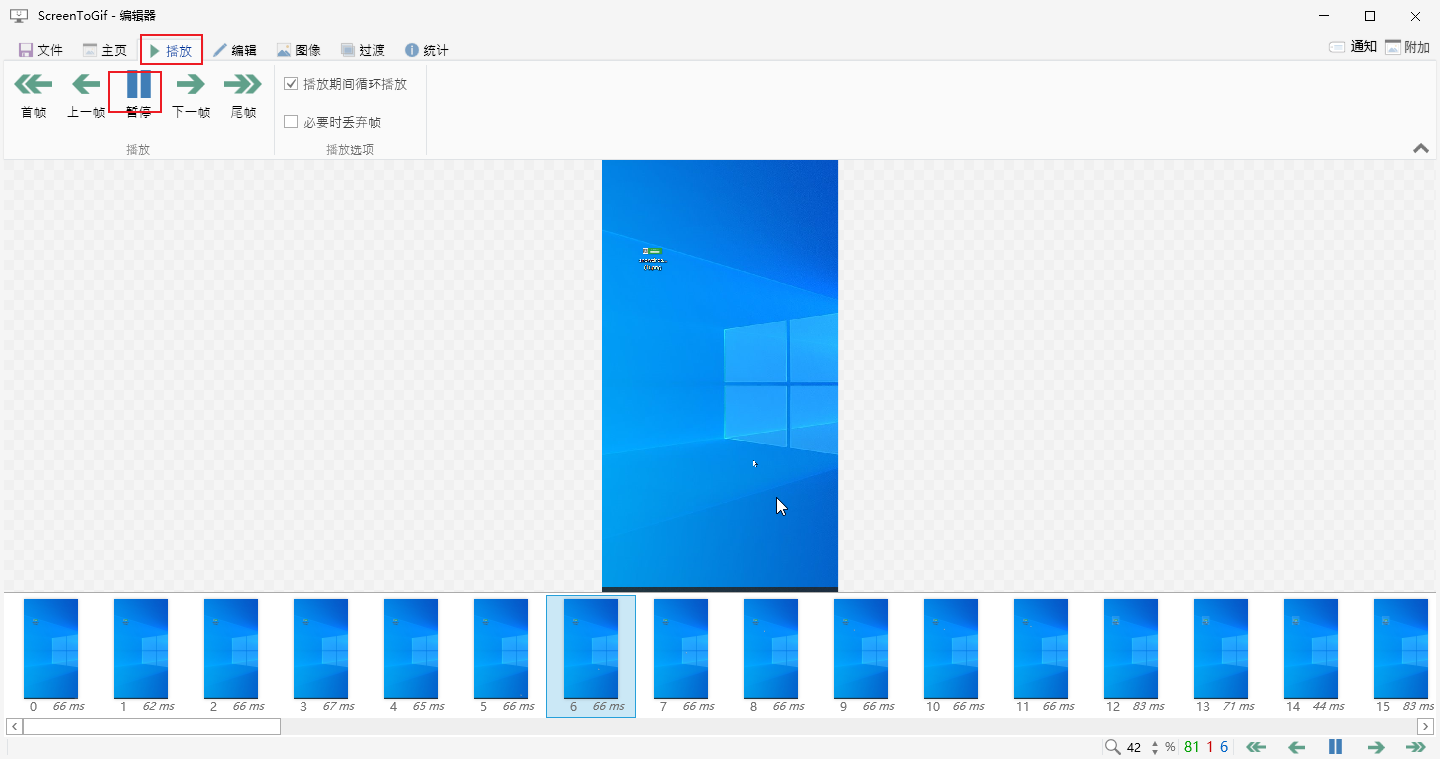 ScreenToGif - 编辑器
文件 主页 播放 编辑 图像 过渡 统计 通知 附加
首帧 上一帧 暂停 下一帧 尾帧
播放
播放期间循环播放
必要时丢弃帧
播放选项
0 66 ms 1 62 ms 2 66 ms 3 67 ms 4 65 ms 5 66 ms 6 66 ms 7 66 ms 8 66 ms 9 66 ms 10 66 ms 11 66 ms 12 83 ms 13 71 ms 14 44 ms 15 83 ms
42 % 81 1 6